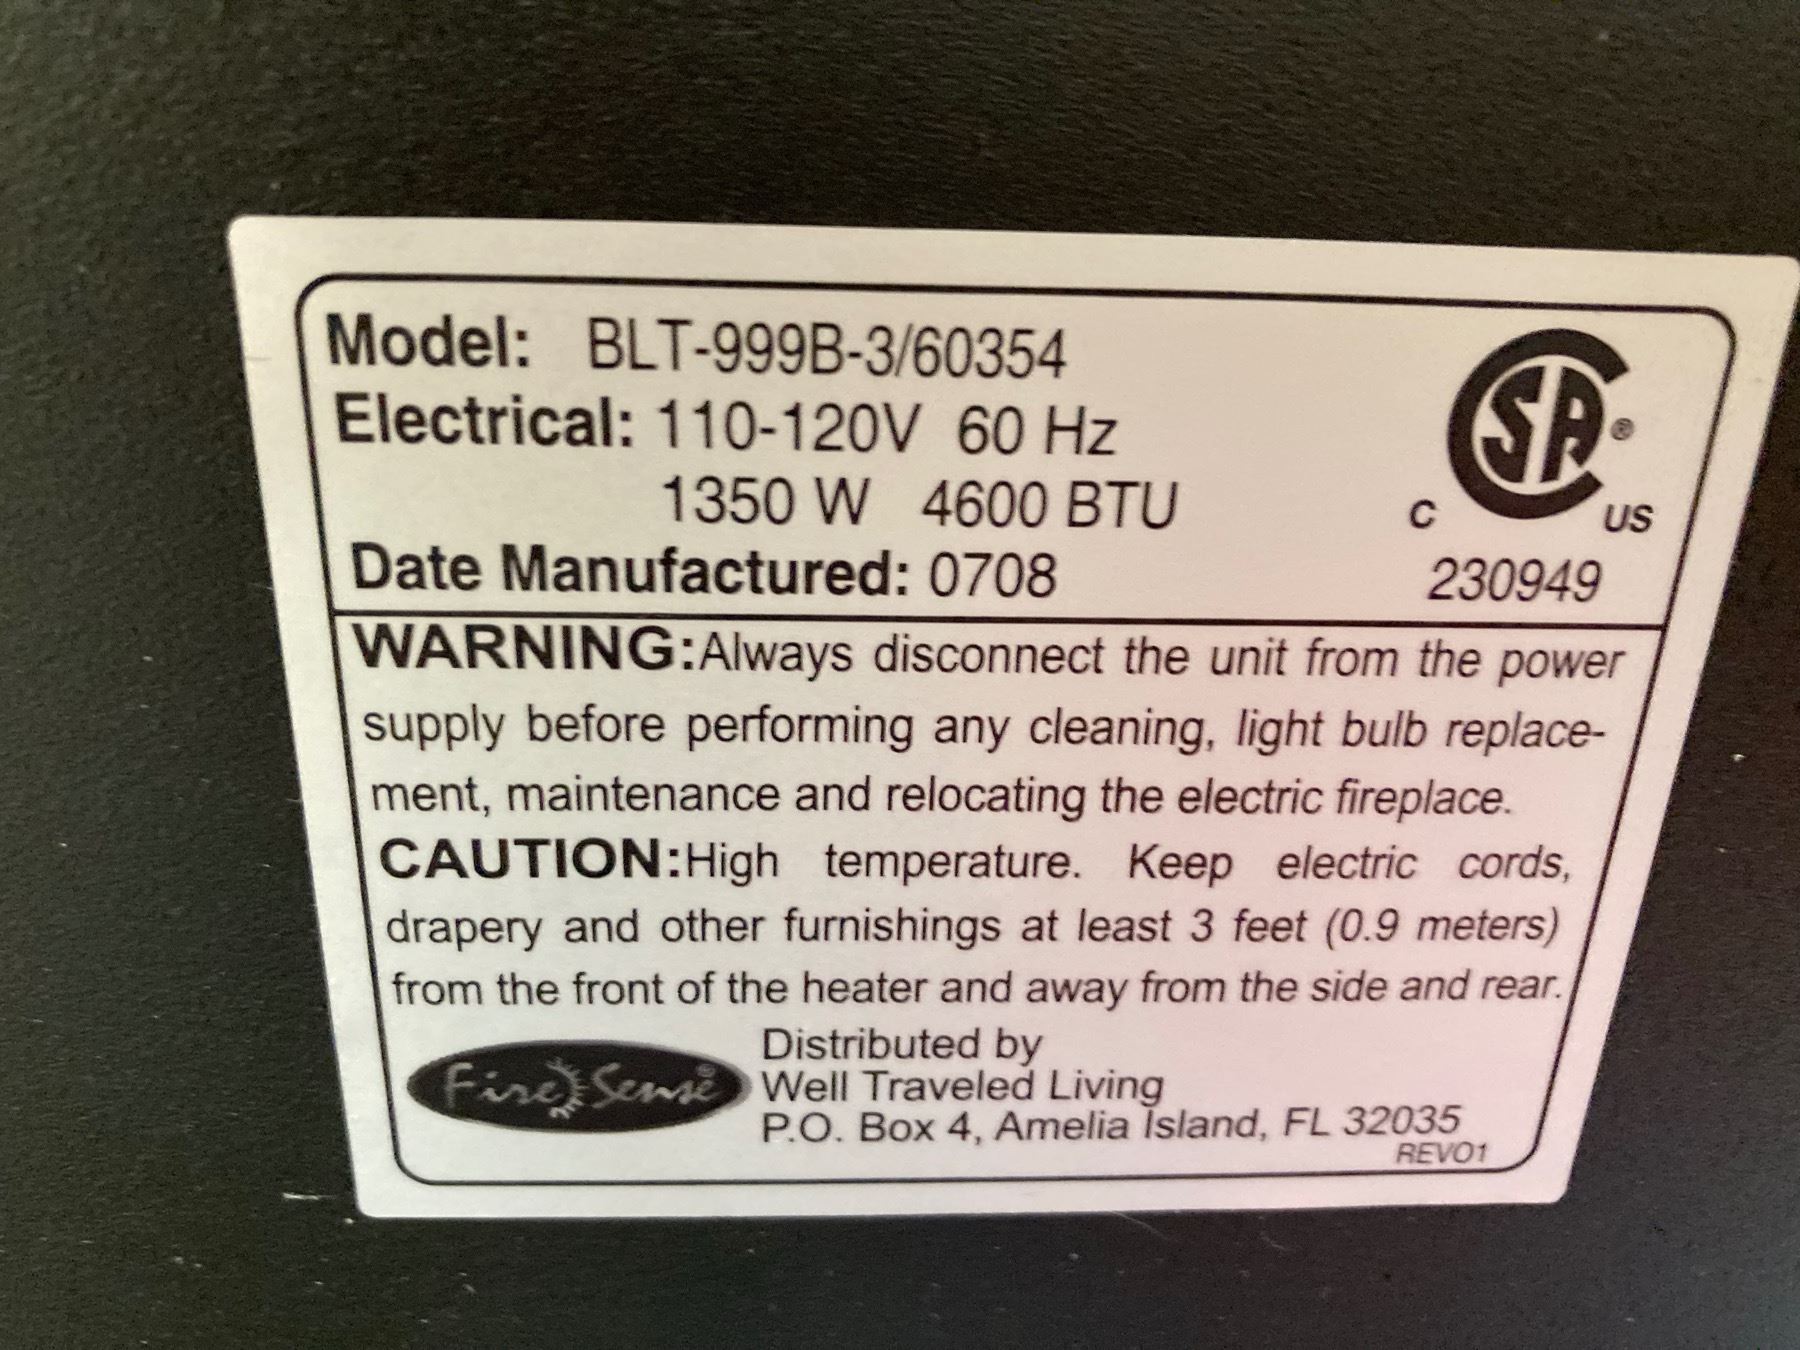 Model: BLT-999B-3/60354
Electrical: 110-120V 60 Hz
1350 W 4600 BTU
Date Manufactured: 0708
CSA®
C US
230949
WARNING:Always disconnect the unit from the power
supply before performing any cleaning, light bulb replace-
ment, maintenance and relocating the electric fireplace.
CAUTION:High temperature. Keep electric cords,
drapery and other furnishings at least 3 feet (0.9 meters)
from the front of the heater and away from the side and rear.
Fire Sense®
Distributed by
Well Traveled Living
P.O. Box 4, Amelia Island, FL 32035
REVO1